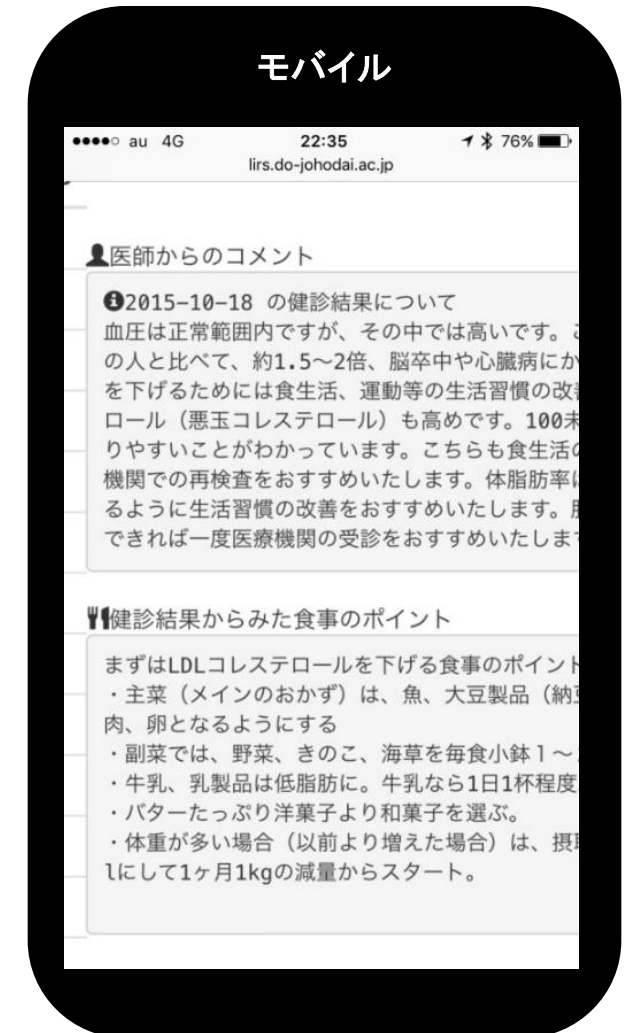 モバイル
au 4G 22:35 76%
lirs.do-johodai.ac.jp
医師からのコメント
2015-10-18 の健診結果について
血圧は正常範囲内ですが、その中では高いです。
の人と比べて、約1.5～2倍、脳卒中や心臓病にか
を下げるためには食生活、運動等の生活習慣の改
ロール（悪玉コレステロール）も高めです。100未
りやすいことがわかっています。こちらも食生活の
機関での再検査をおすすめいたします。体脂肪率
るように生活習慣の改善をおすすめいたします。
できれば一度医療機関の受診をおすすめいたしま
健診結果からみた食事のポイント
まずはLDLコレステロールを下げる食事のポイント
・主菜（メインのおかず）は、魚、大豆製品（納
肉、卵となるようにする
・副菜では、野菜、きのこ、海草を毎食小鉢１～
・牛乳、乳製品は低脂肪に。牛乳なら1日1杯程度
・バターたっぷり洋菓子より和菓子を選ぶ。
・体重が多い場合（以前より増えた場合）は、摂
lにして1ヶ月1kgの減量からスタート。